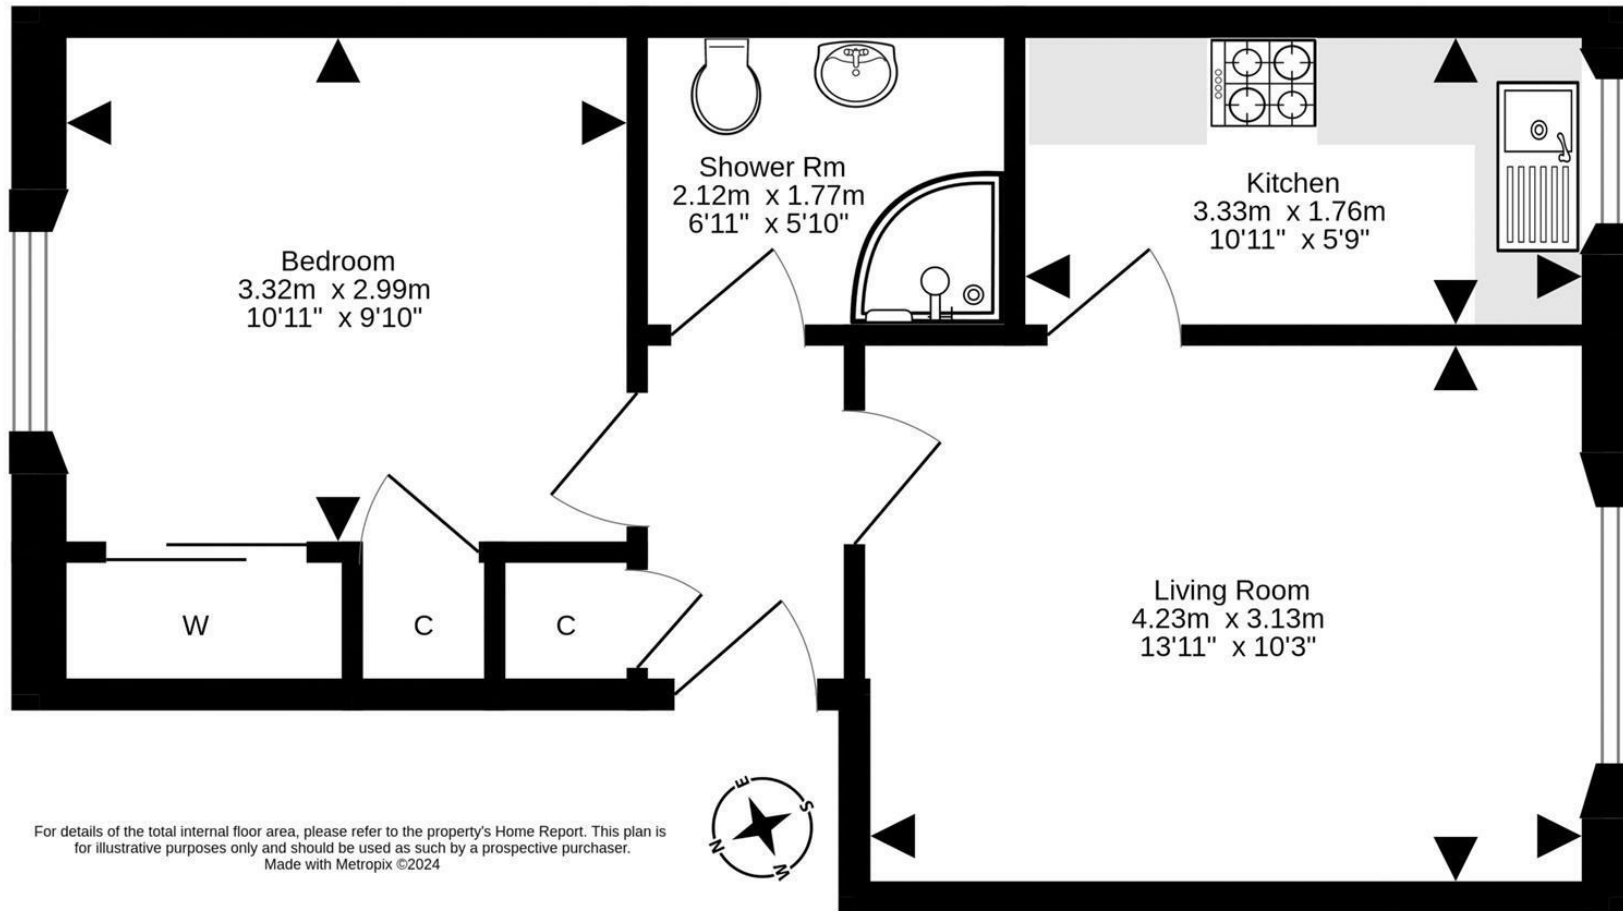 Bedroom
3.32m x 2.99m
10'11" x 9'10"
Shower Rm
2.12m x 1.77m
6'11" x 5'10"
Kitchen
3.33m x 1.76m
10'11" x 5'9"
Living Room
4.23m x 3.13m
13'11" x 10'3"
W
C
C
E
S
N
W
For details of the total internal floor area, please refer to the property's Home Report. This plan is
for illustrative purposes only and should be used as such by a prospective purchaser.
Made with Metropix ©2024